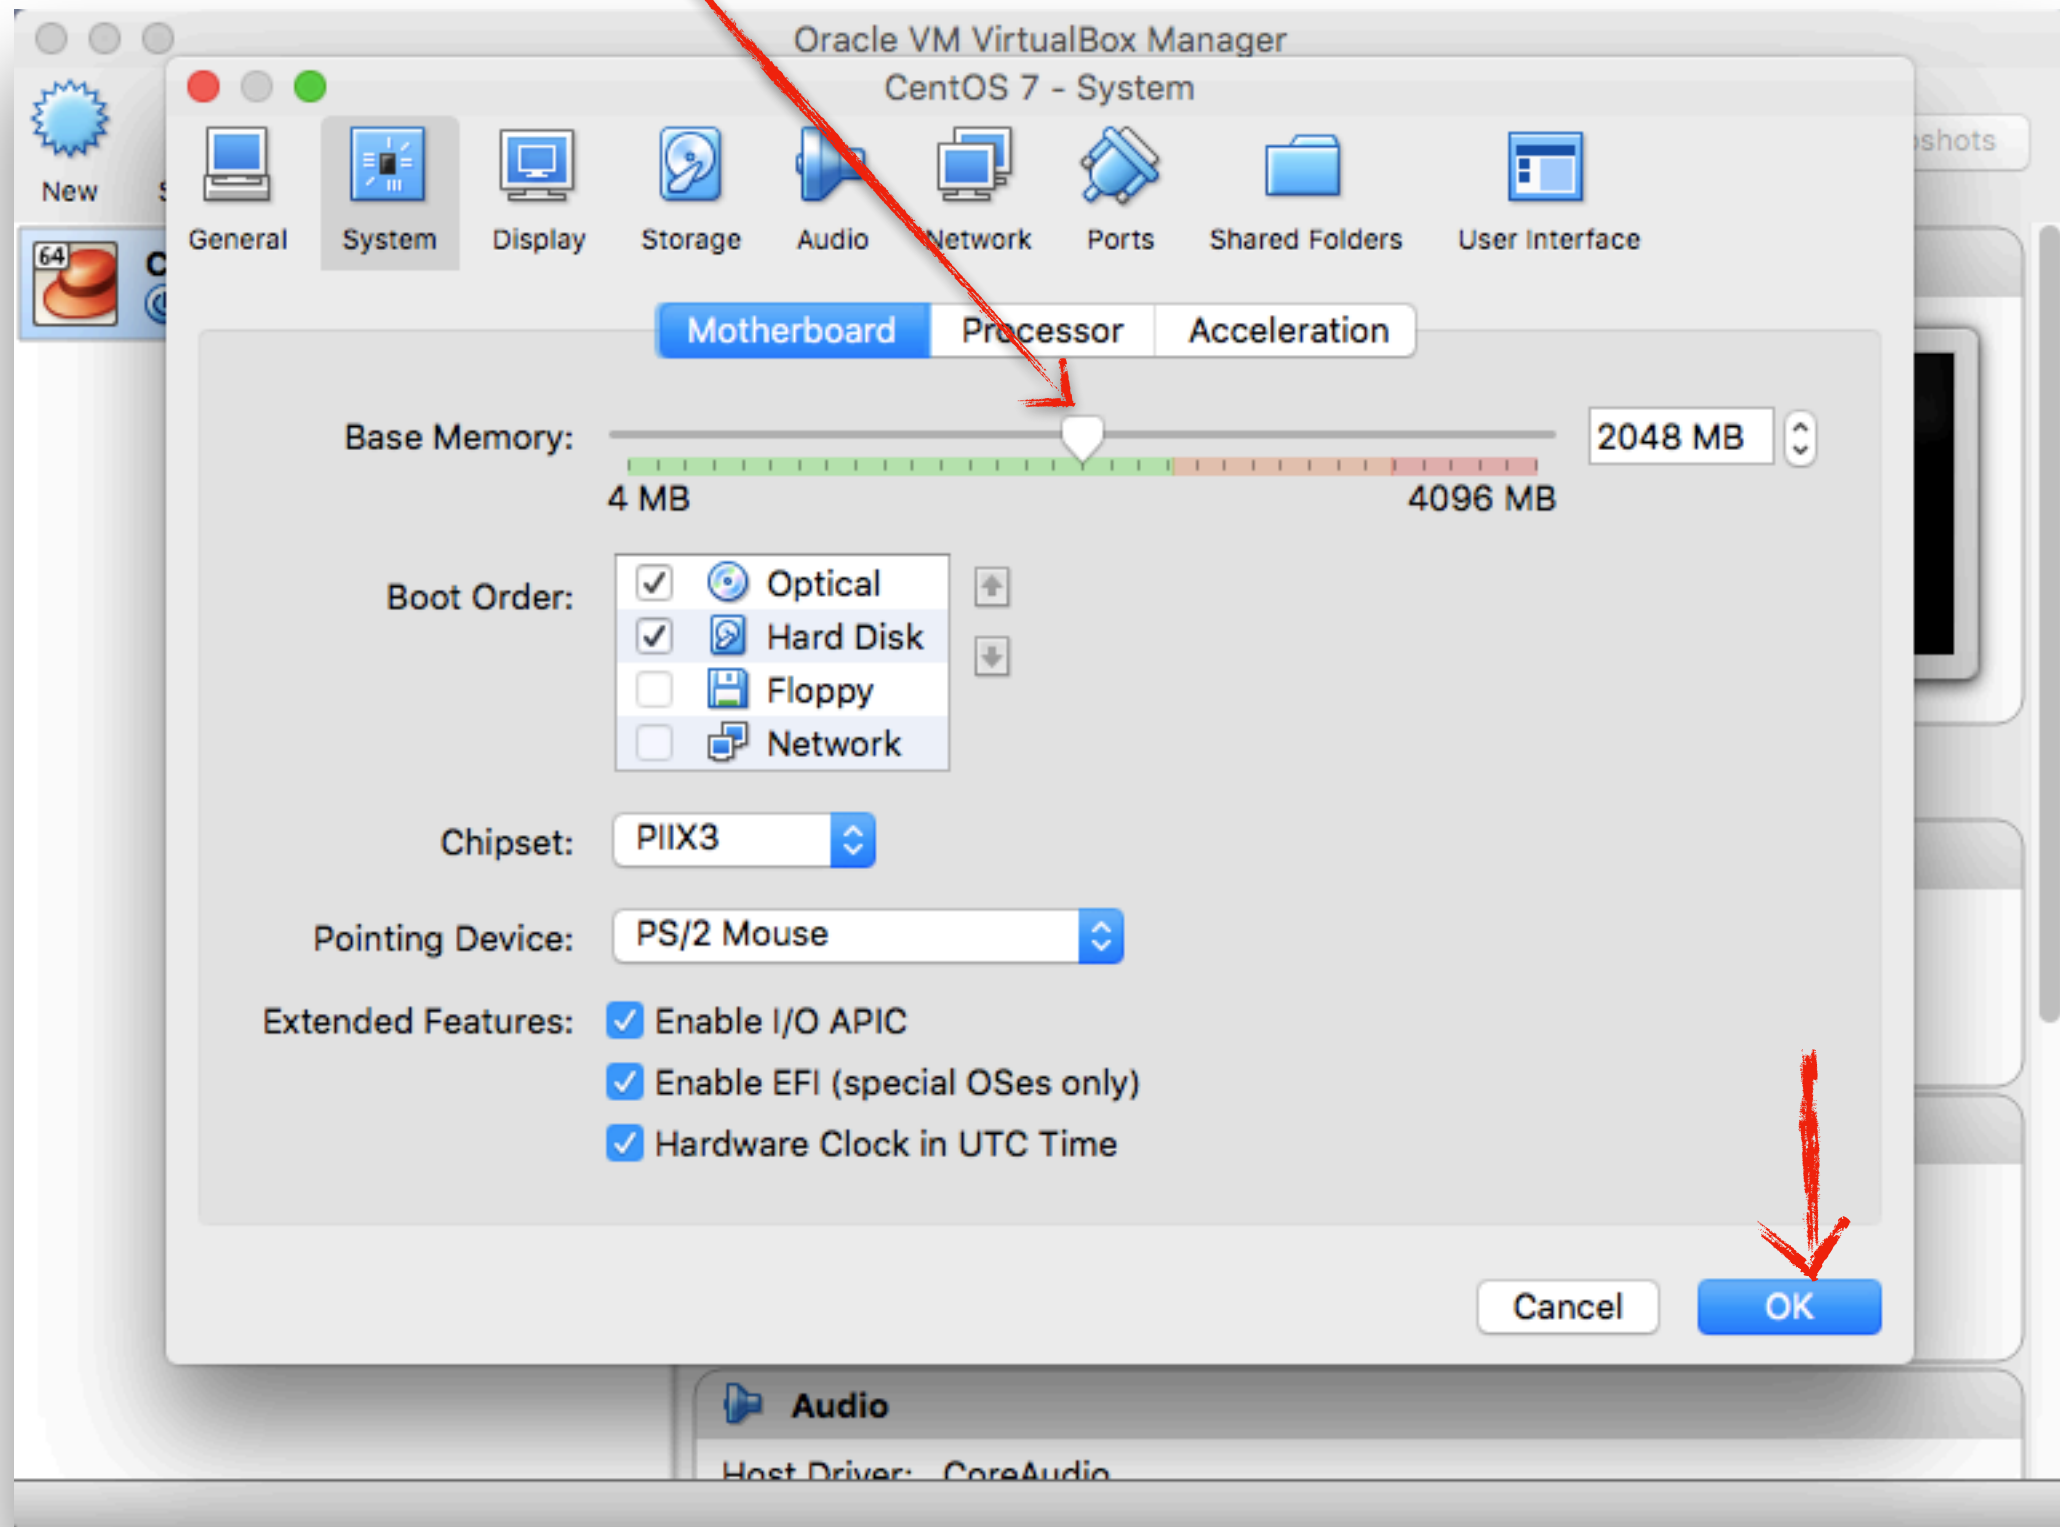 Oracle VM VirtualBox Manager
CentOS 7 - System
New
General
System
Display
Storage
Audio
Network
Ports
Shared Folders
User Interface
64
Motherboard
Processor
Acceleration
Base Memory:
2048 MB
4 MB
4096 MB
Boot Order:
Optical
Hard Disk
Floppy
Network
Chipset:
PIIX3
Pointing Device:
PS/2 Mouse
Extended Features:
Enable I/O APIC
Enable EFI (special OSes only)
Hardware Clock in UTC Time
Cancel
OK
Audio
Host Driver: CoreAudio